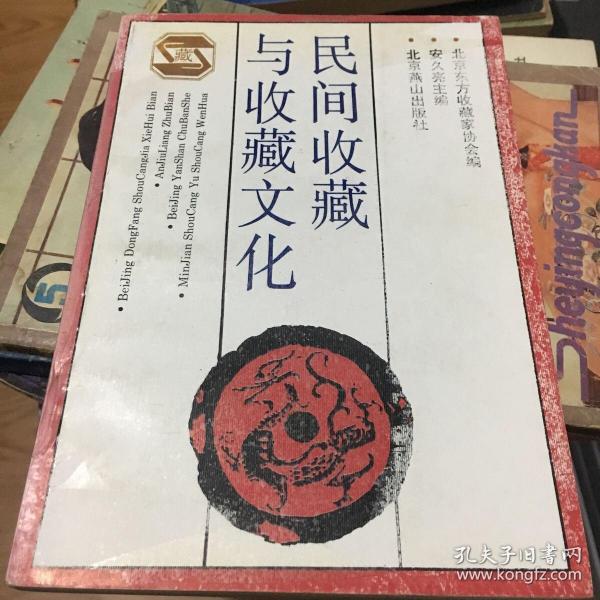 北京东方收藏家协会编
安久亮主编
北京燕山出版社
民间收藏
与收藏文化
藏
• BeiJing DongFang ShouCangJia XieHui Bian
• AnJiuLiang ZhuBian
• BeiJing YanShan ChuBanShe
• MinJian ShouCang Yu ShouCang WenHua
5
孔夫子旧书网
www.kongfz.com